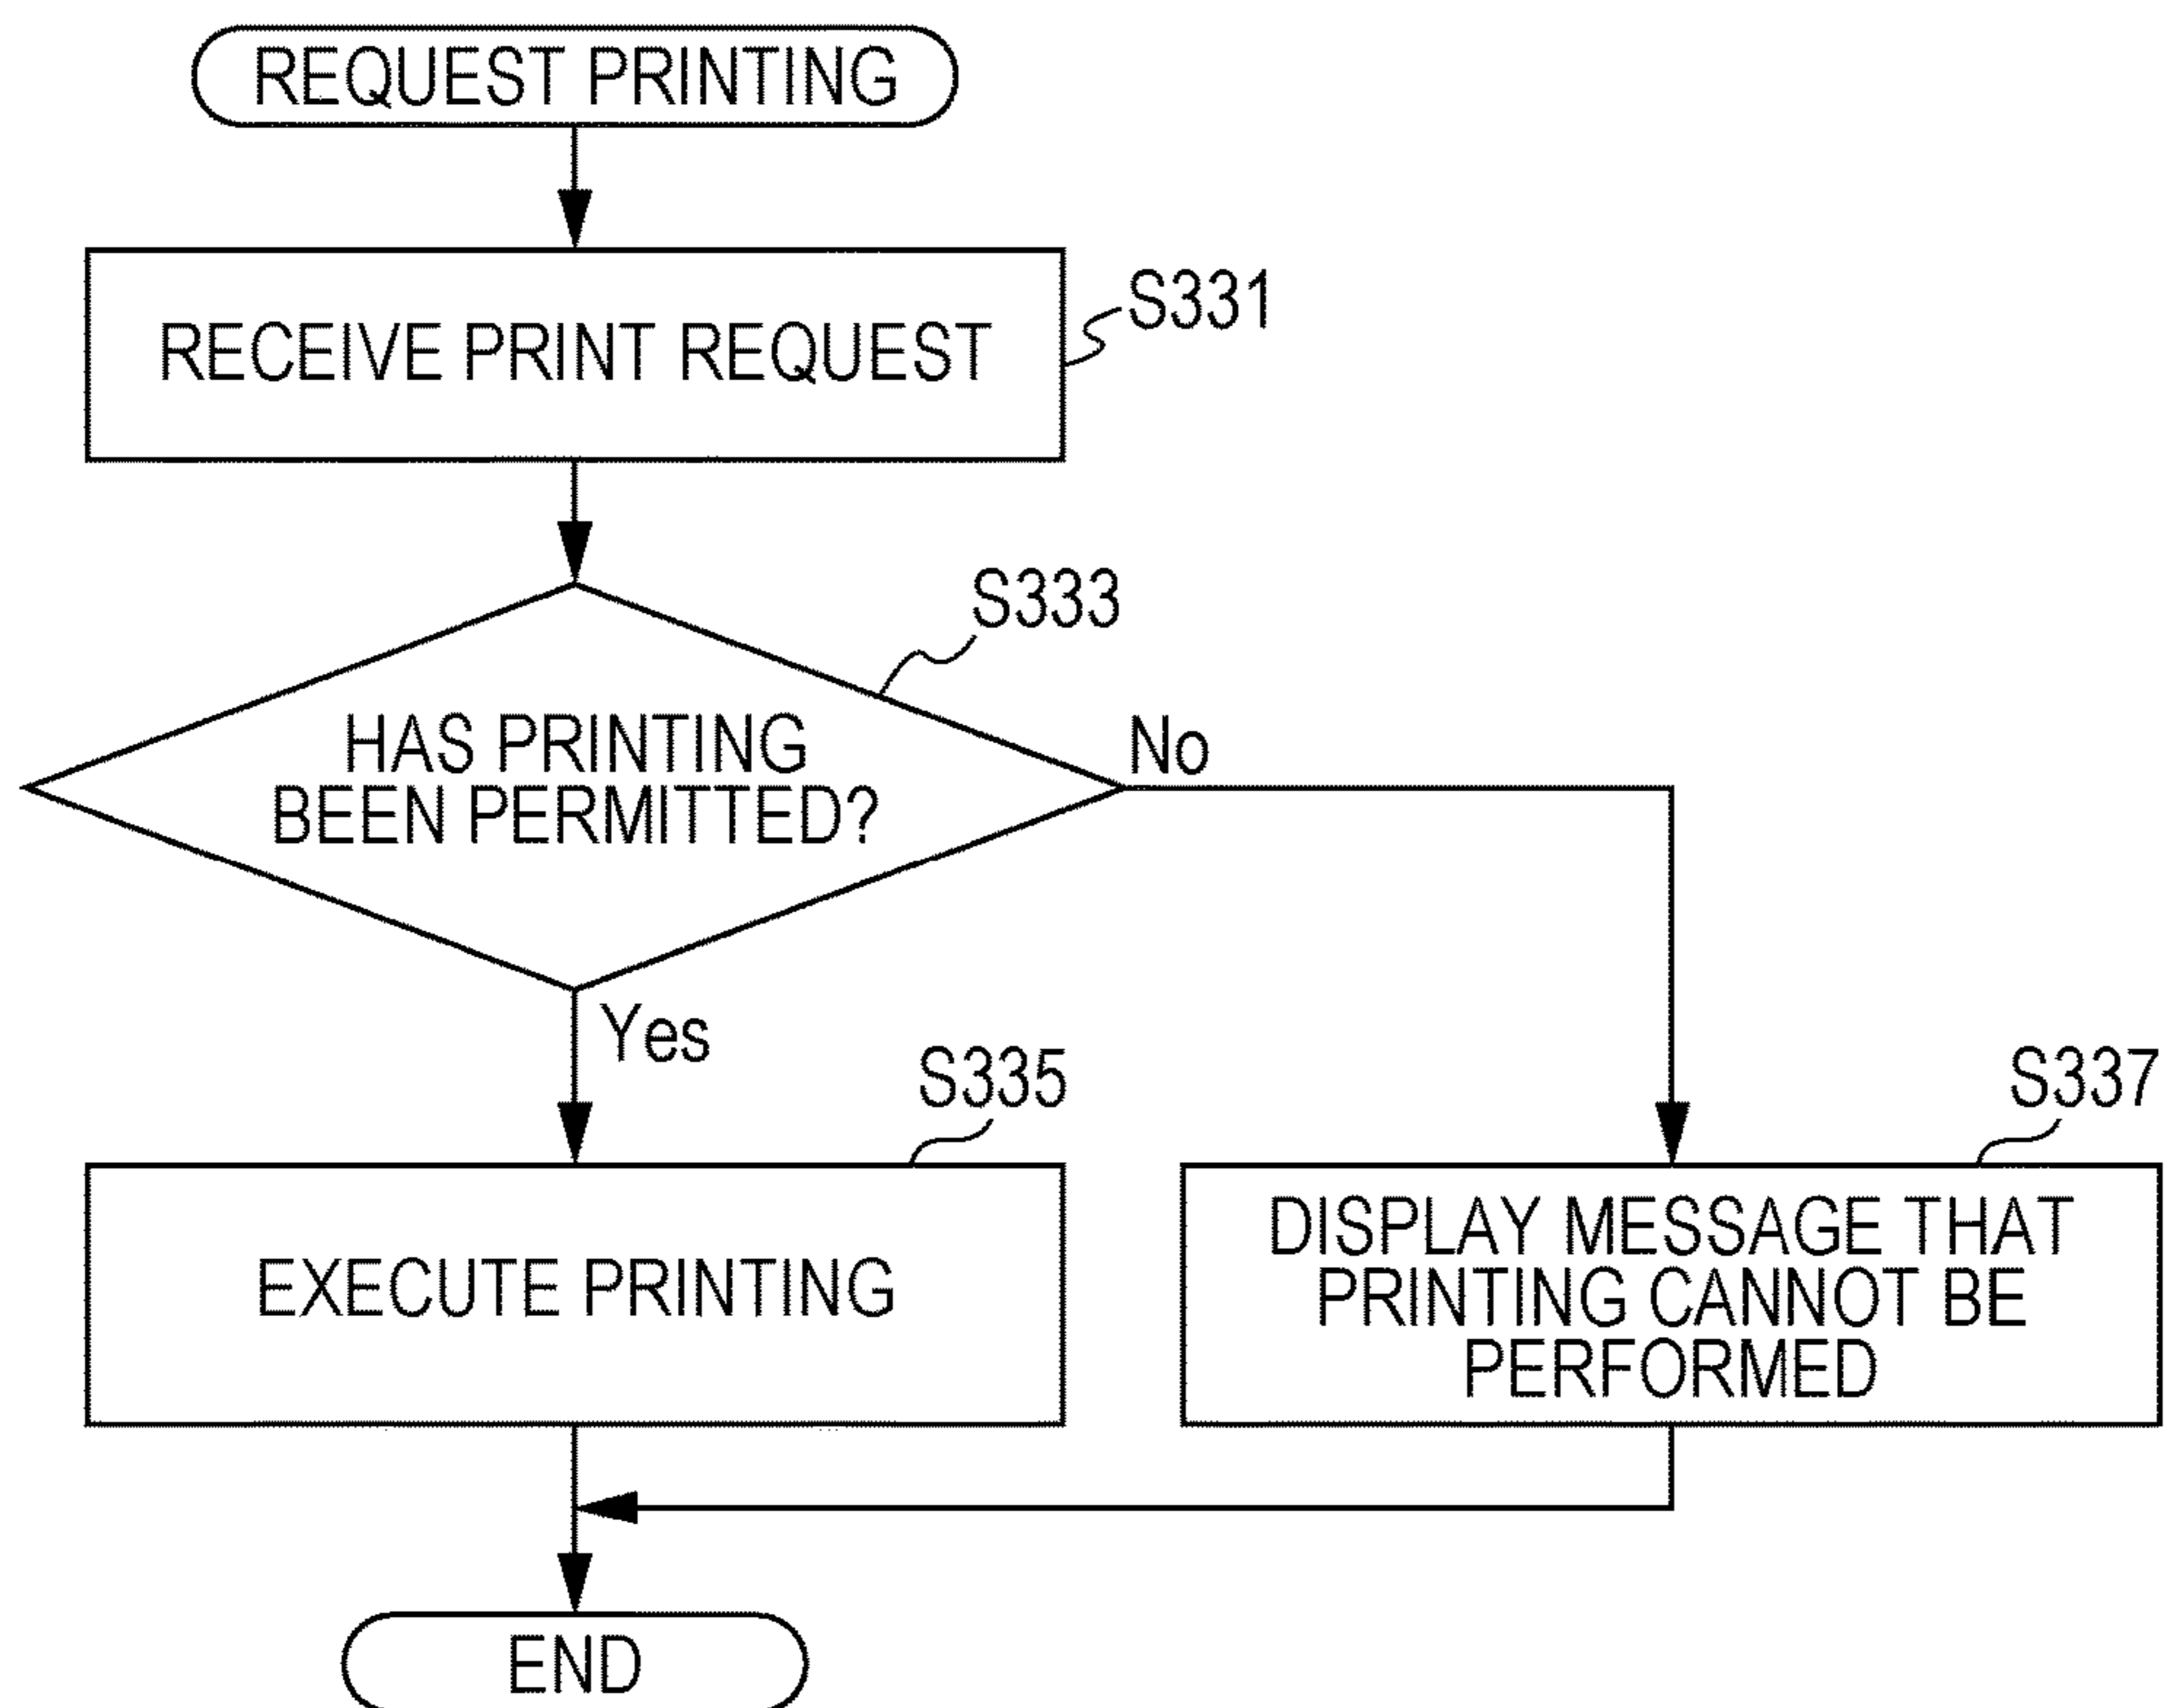 REQUEST PRINTING
RECEIVE PRINT REQUEST
S331
S333
HAS PRINTING
BEEN PERMITTED?
No
Yes
S335
EXECUTE PRINTING
S337
DISPLAY MESSAGE THAT
PRINTING CANNOT BE
PERFORMED
END